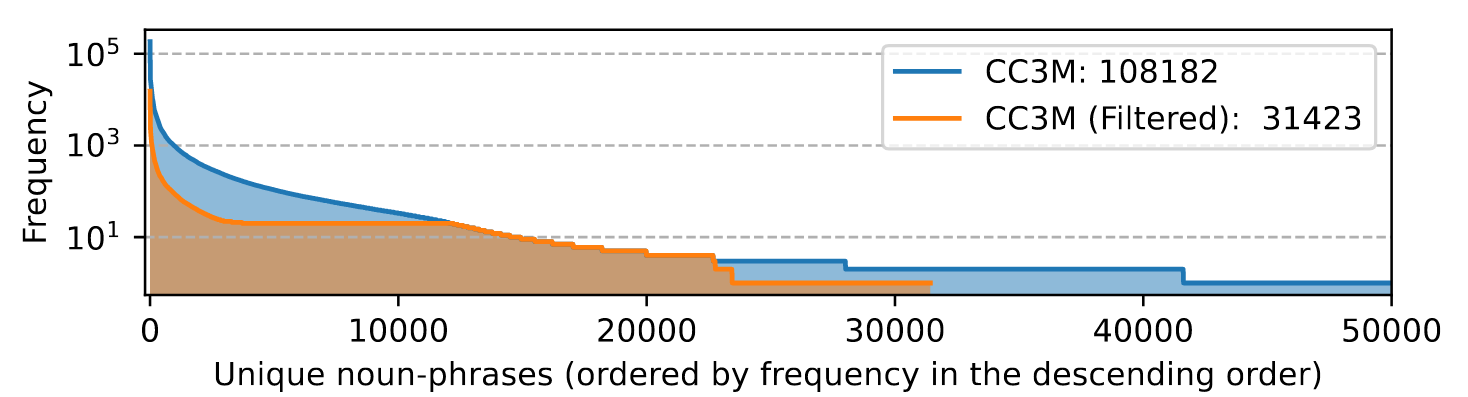 10^5
10^3
10^1
Frequency
CC3M: 108182
CC3M (Filtered): 31423
0 10000 20000 30000 40000 50000
Unique noun-phrases (ordered by frequency in the descending order)